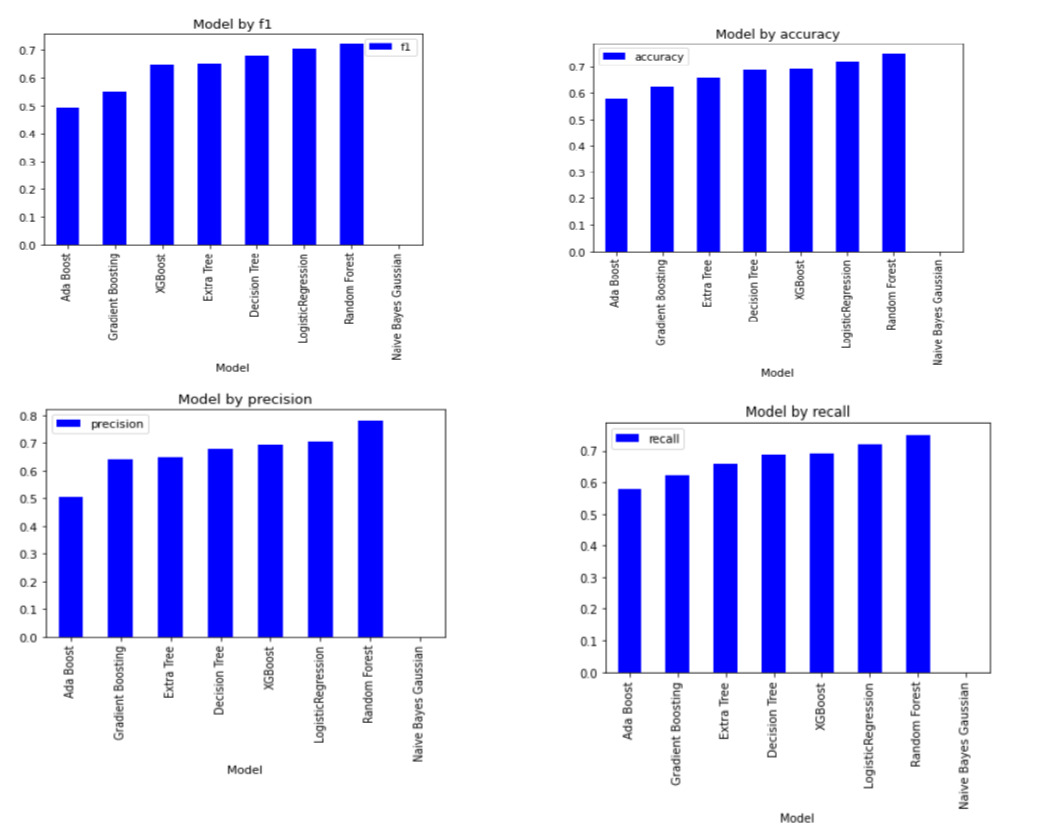 Model by f1
f1
0.7
0.6
0.5
0.4
0.3
0.2
0.1
0.0
Ada Boost
Gradient Boosting
XGBoost
Extra Tree
Decision Tree
LogisticRegression
Random Forest
Naive Bayes Gaussian
Model
Model by accuracy
accuracy
0.7
0.6
0.5
0.4
0.3
0.2
0.1
0.0
Ada Boost
Gradient Boosting
Extra Tree
Decision Tree
XGBoost
LogisticRegression
Random Forest
Naive Bayes Gaussian
Model
Model by precision
precision
0.8
0.7
0.6
0.5
0.4
0.3
0.2
0.1
0.0
Ada Boost
Gradient Boosting
Extra Tree
Decision Tree
XGBoost
LogisticRegression
Random Forest
Naive Bayes Gaussian
Model
Model by recall
recall
0.7
0.6
0.5
0.4
0.3
0.2
0.1
0.0
Ada Boost
Gradient Boosting
Extra Tree
Decision Tree
XGBoost
LogisticRegression
Random Forest
Naive Bayes Gaussian
Model